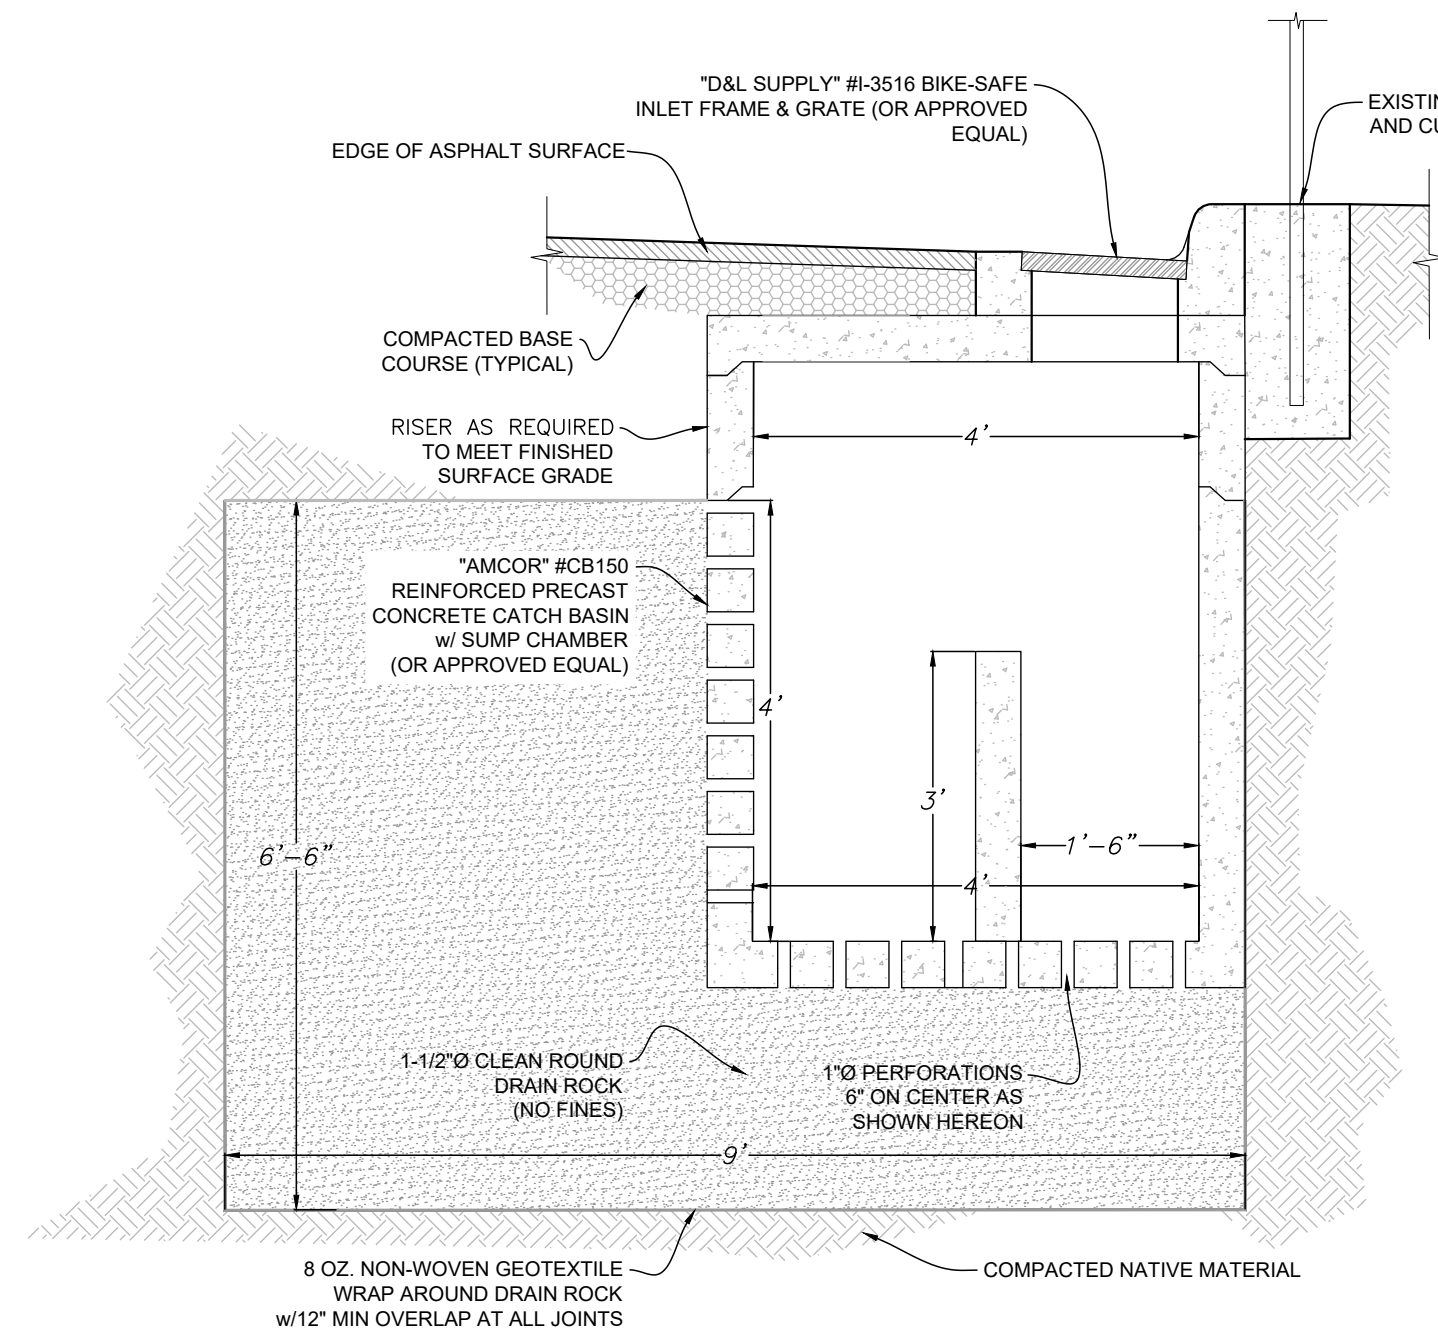 "D&L SUPPLY" #I-3516 BIKE-SAFE
INLET FRAME & GRATE (OR APPROVED
EQUAL)
EDGE OF ASPHALT SURFACE
COMPACTED BASE
COURSE (TYPICAL)
RISER AS REQUIRED
TO MEET FINISHED
SURFACE GRADE
4'
"AMCOR" #CB150
REINFORCED PRECAST
CONCRETE CATCH BASIN
w/ SUMP CHAMBER
(OR APPROVED EQUAL)
4'
3'
6'-6"
1'-6"
4'
1-1/2"Ø CLEAN ROUND
DRAIN ROCK
(NO FINES)
1"Ø PERFORATIONS
6" ON CENTER AS
SHOWN HEREON
9'
8 OZ. NON-WOVEN GEOTEXTILE
WRAP AROUND DRAIN ROCK
w/12" MIN OVERLAP AT ALL JOINTS
COMPACTED NATIVE MATERIAL
AND